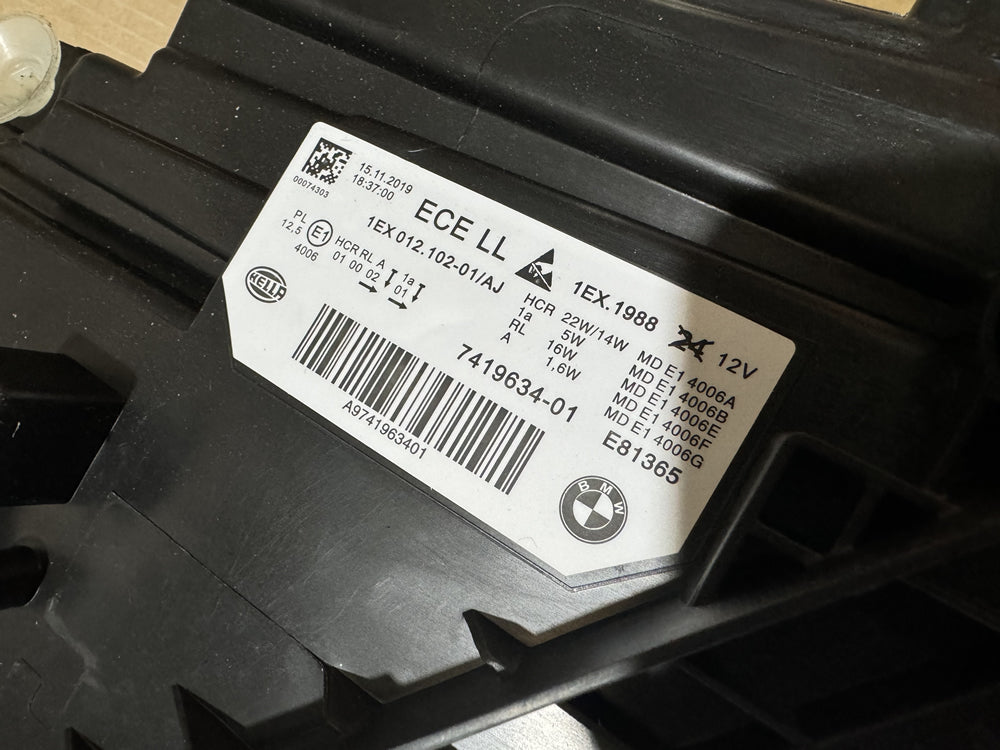 15.11.2019
18:37:00
00074303
ECE LL
1EX 012.102-01/AJ
PL
12,5
E1
HCR RL A 1a
01 00 02 01
4006
HELLA
1EX.1988
24 12V
HCR 22W/14W
1a 5W
RL 16W
A 1,6W
MD E1 4006A
MD E1 4006B
MD E1 4006E
MD E1 4006F
MD E1 4006G
7419634-01
E81365
A9741963401
BMW